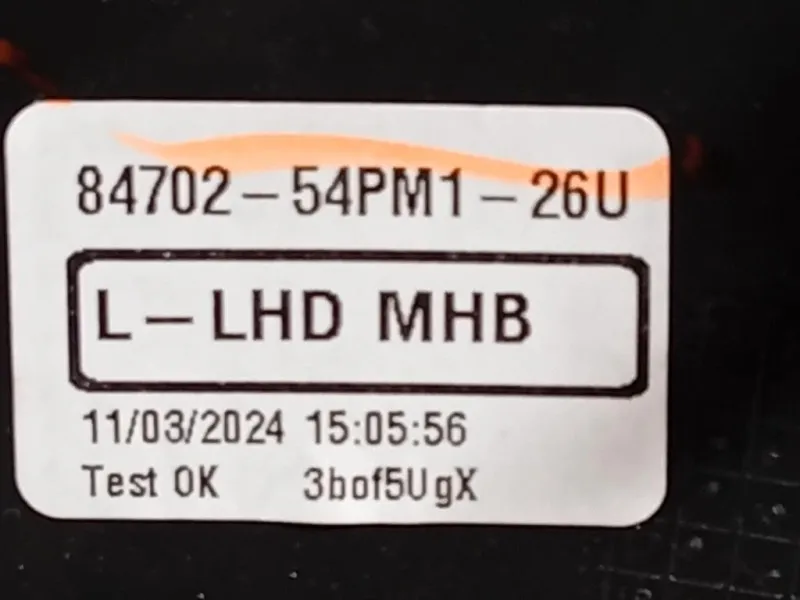 84702-54PM1-26U
L-LHD MHB
11/03/2024 15:05:56
Test OK 3bof5UgX